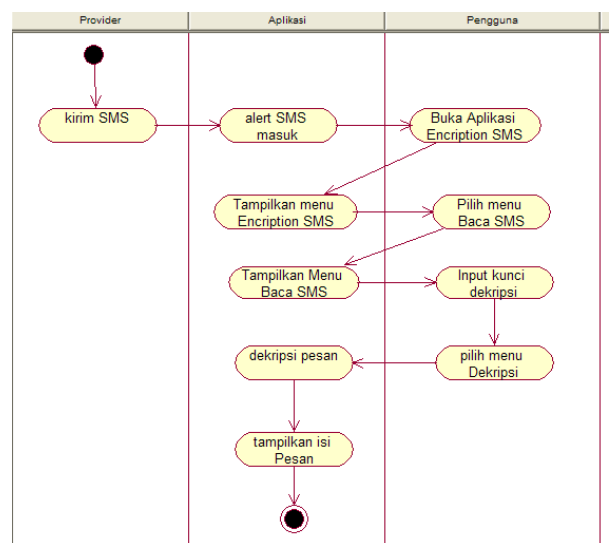 Provider
Aplikasi
Pengguna
kirim SMS
alert SMS
masuk
Buka Aplikasi
Encription SMS
Tampilkan menu
Encription SMS
Pilih menu
Baca SMS
Tampilkan Menu
Baca SMS
Input kunci
dekripsi
dekripsi pesan
pilih menu
Dekripsi
tampilkan isi
Pesan